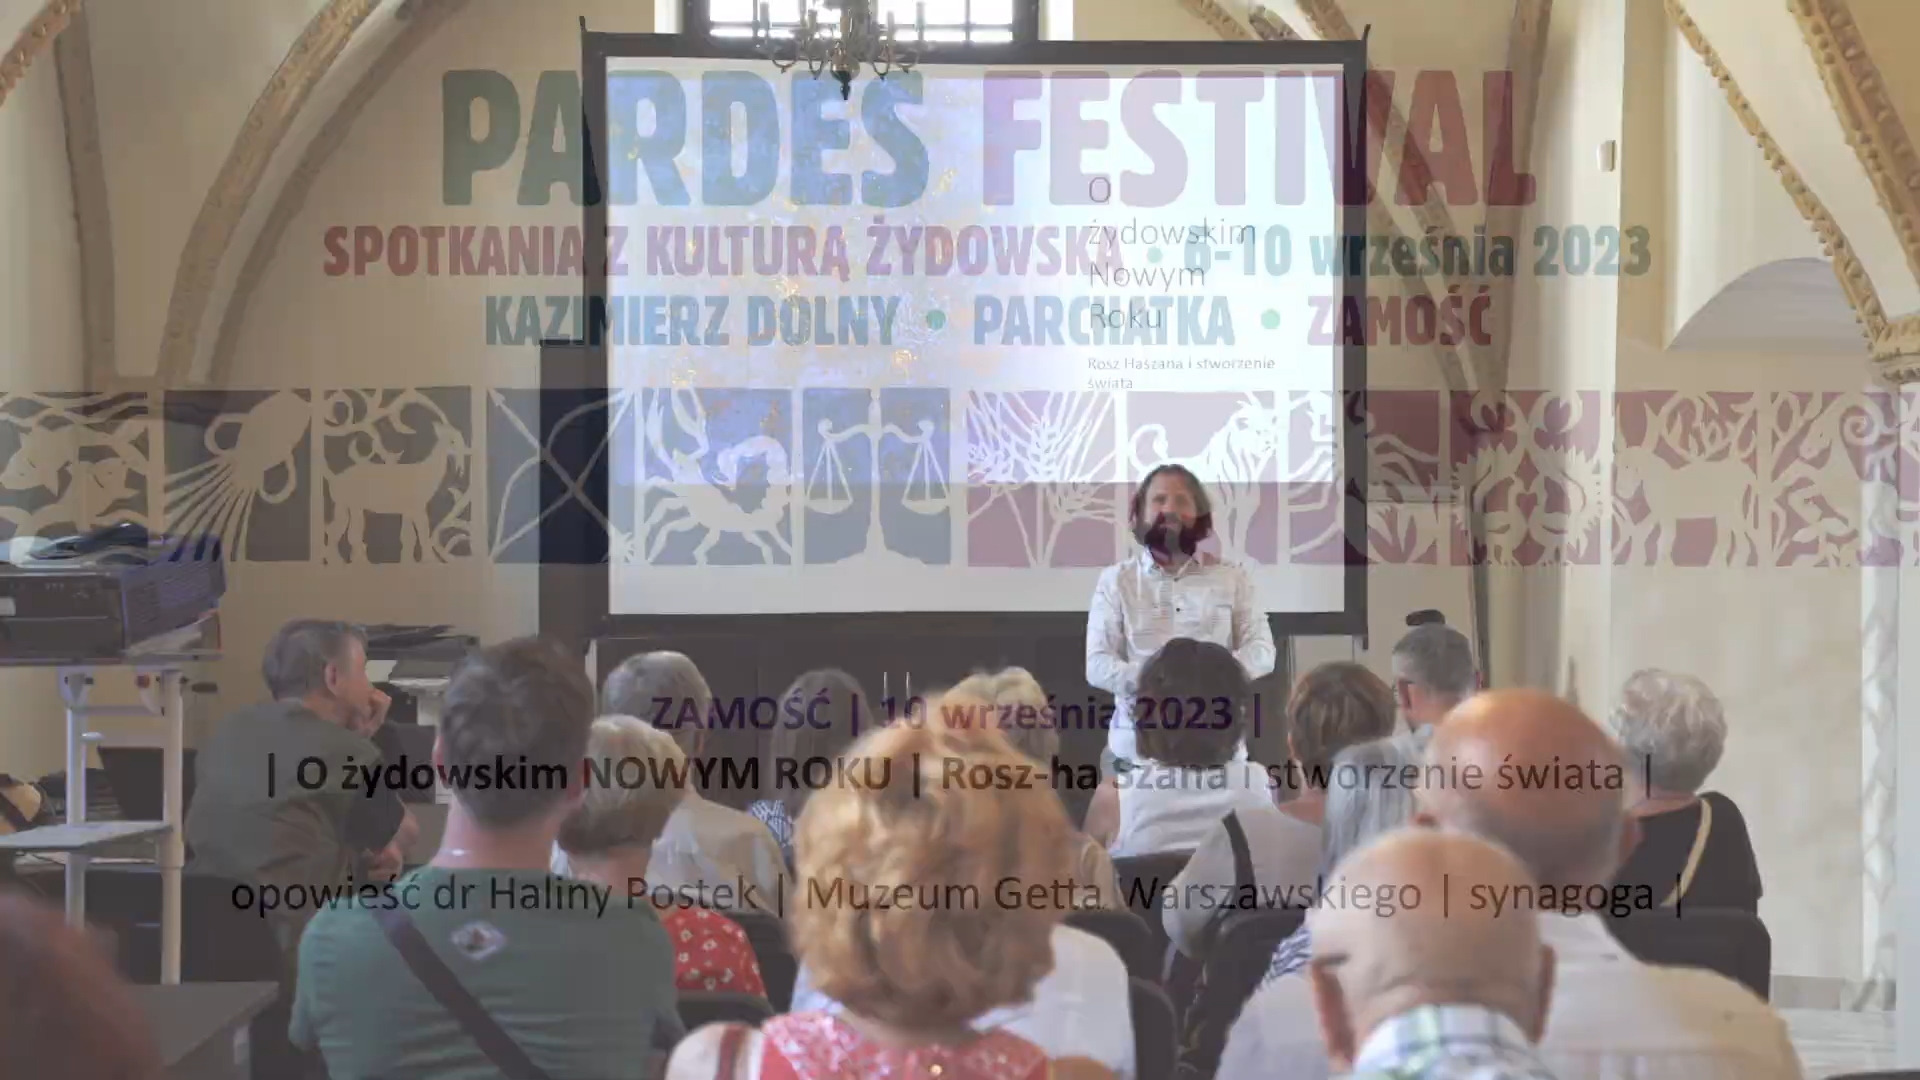 PARDES FESTIVAL
SPOTKANIA Z KULTURĄ ŻYDOWSKĄ • 6-10 września 2023
KAZIMIERZ DOLNY • PARCHATKA • ZAMOŚĆ
O
żydowskim
Nowym
Roku
Rosz Haszana i stworzenie
świata
ZAMOŚĆ | 10 września 2023 |
| O żydowskim NOWYM ROKU | Rosz-ha Szana i stworzenie świata |
opowieść dr Haliny Postek | Muzeum Getta Warszawskiego | synagoga |